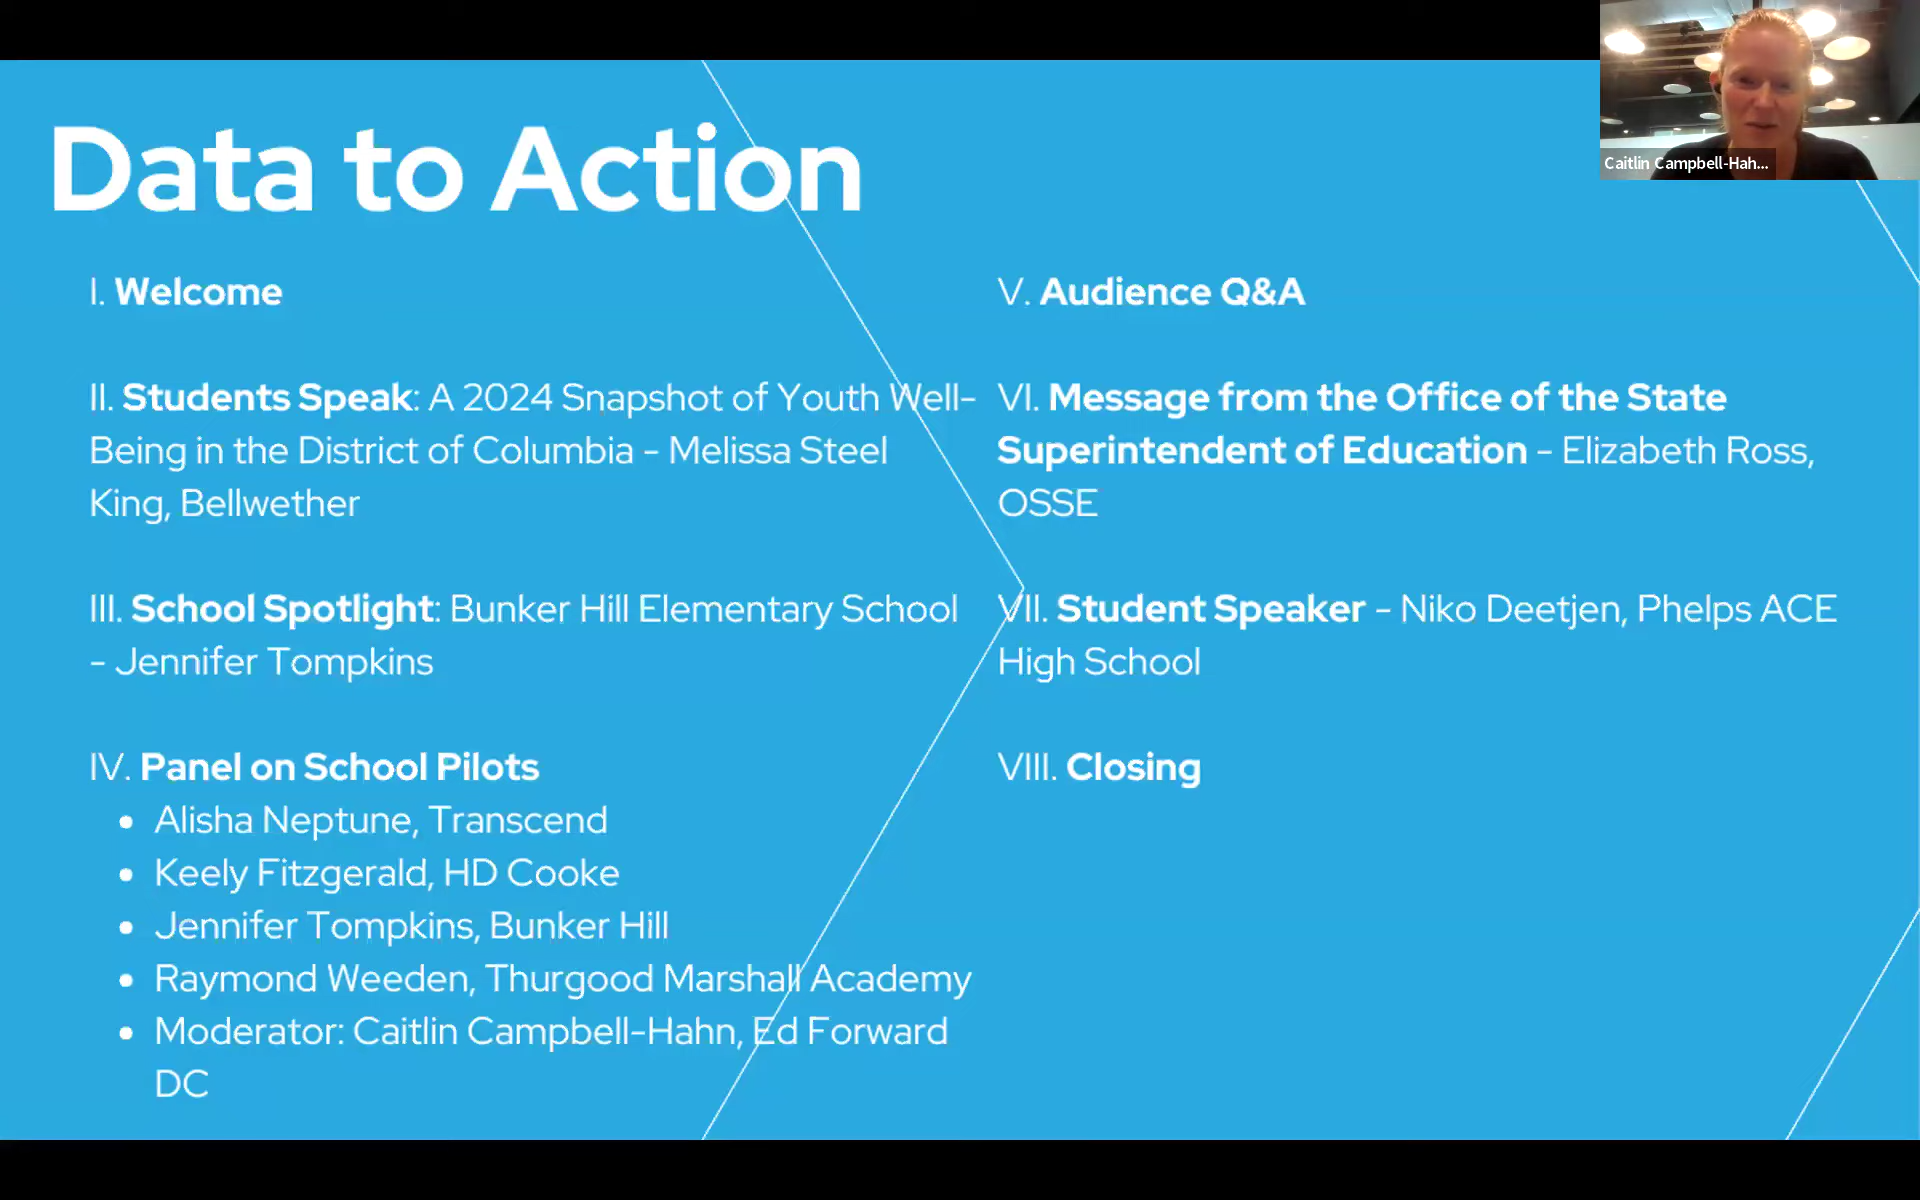 Data to Action
I. Welcome
II. Students Speak: A 2024 Snapshot of Youth Well-
Being in the District of Columbia - Melissa Steel
King, Bellwether
III. School Spotlight: Bunker Hill Elementary School
- Jennifer Tompkins
IV. Panel on School Pilots
• Alisha Neptune, Transcend
• Keely Fitzgerald, HD Cooke
• Jennifer Tompkins, Bunker Hill
• Raymond Weeden, Thurgood Marshall Academy
• Moderator: Caitlin Campbell-Hahn, Ed Forward
DC
V. Audience Q&A
VI. Message from the Office of the State
Superintendent of Education - Elizabeth Ross,
OSSE
VII. Student Speaker - Niko Deetjen, Phelps ACE
High School
VIII. Closing
Caitlin Campbell-Hah...